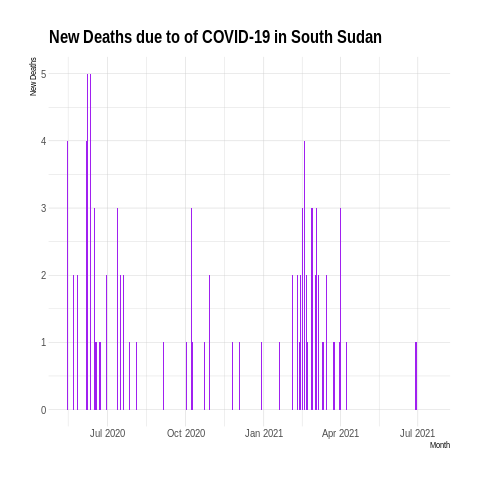 New Deaths due to of COVID-19 in South Sudan
New Deaths
5
4
3
2
1
0
Jul 2020 Oct 2020 Jan 2021 Apr 2021 Jul 2021
Month